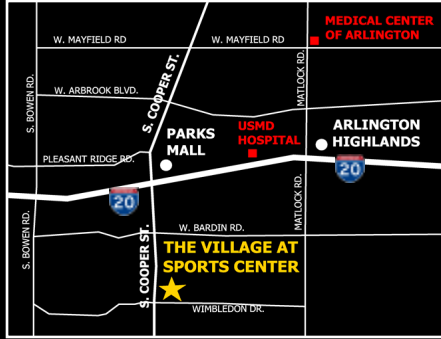 MEDICAL CENTER
OF ARLINGTON
W. MAYFIELD RD
W. MAYFIELD RD
S. BOWEN RD.
S. COOPER ST.
MATLOCK RD.
W. ARBROOK BLVD.
PARKS
MALL
USMD
HOSPITAL
ARLINGTON
HIGHLANDS
PLEASANT RIDGE RD.
20
20
S. BOWEN RD.
S. COOPER ST.
MATLOCK RD.
W. BARDIN RD.
THE VILLAGE AT
SPORTS CENTER
WIMBLEDON DR.